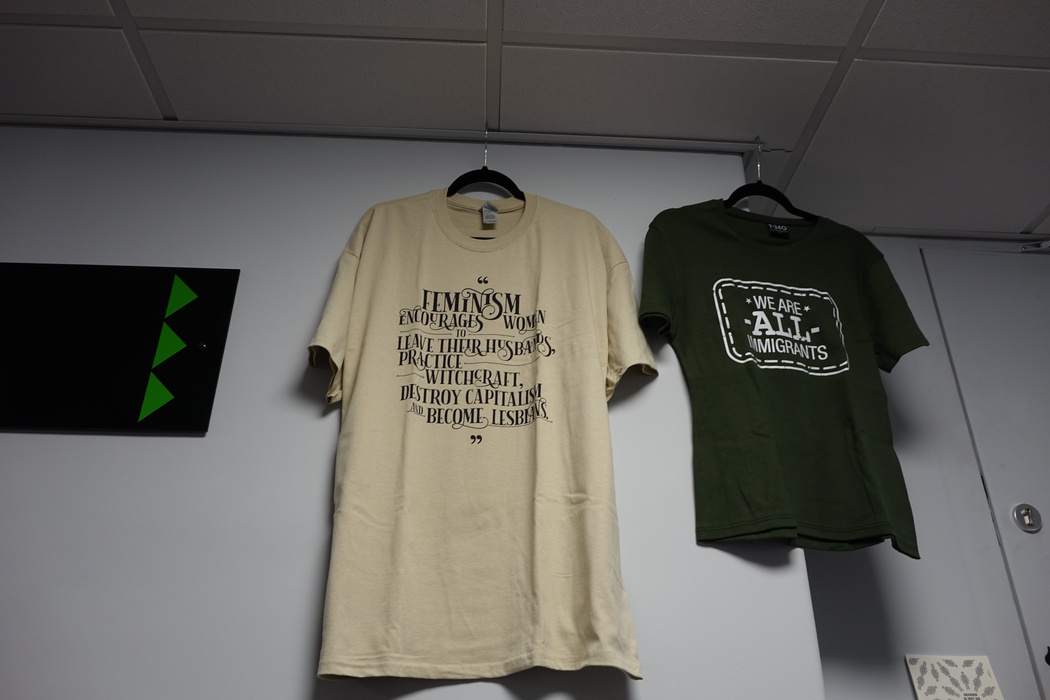 “
FEMINISM
ENCOURAGES WOMEN
TO
LEAVE THEIR HUSBANDS,
PRACTICE
WITCHCRAFT,
DESTROY CAPITALISM
AND BECOME LESBIANS.
”
WE ARE
-ALL-
IMMIGRANTS